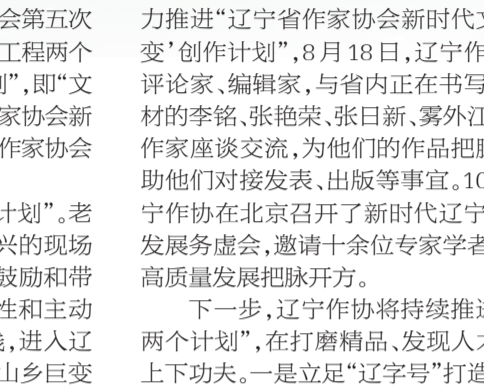 会第五次
工程两个
划”，即“文
家协会新
作家协会
计划”。老
兴的现场
鼓励和带
性和主动
线，进入辽
山乡巨变
力推进“辽宁省作家协会新时代文
变’创作计划”，8月18日，辽宁作
评论家、编辑家，与省内正在书写
材的李铭、张艳荣、张日新、雾外江
作家座谈交流，为他们的作品把脉
助他们对接发表、出版等事宜。10
宁作协在北京召开了新时代辽宁
发展务虚会，邀请十余位专家学者
高质量发展把脉开方。
下一步，辽宁作协将持续推进
两个计划”，在打磨精品、发现人才
上下功夫。一是立足“辽字号”打造